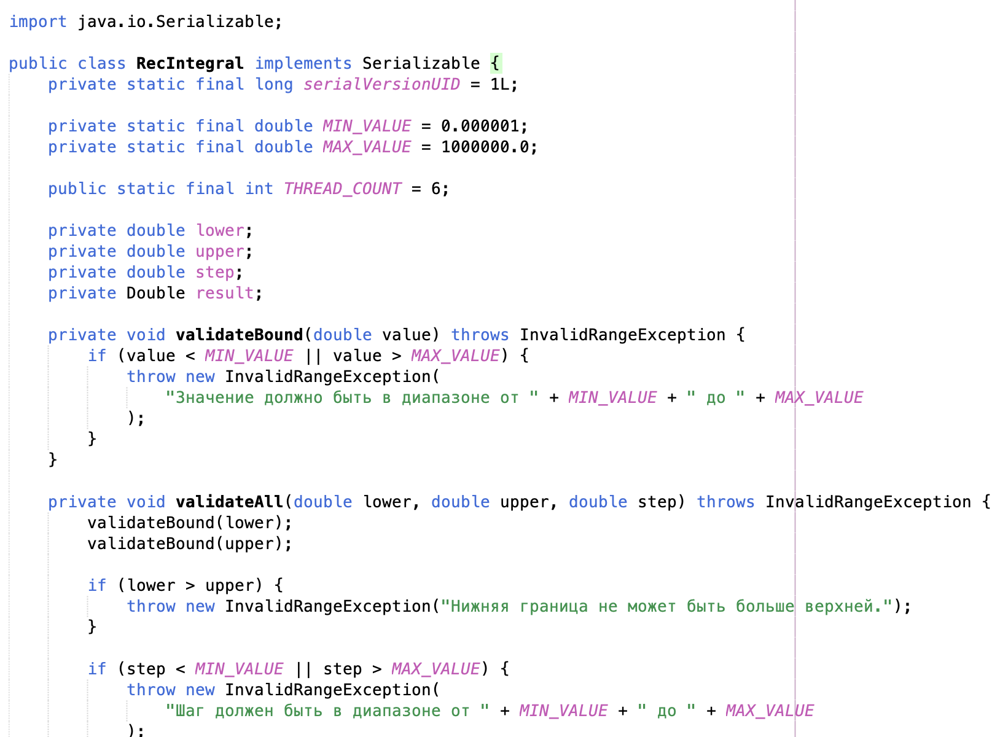 import java.io.Serializable;
public class RecIntegral implements Serializable {
private static final long serialVersionUID = 1L;
private static final double MIN_VALUE = 0.000001;
private static final double MAX_VALUE = 1000000.0;
public static final int THREAD_COUNT = 6;
private double lower;
private double upper;
private double step;
private Double result;
private void validateBound(double value) throws InvalidRangeException {
if (value < MIN_VALUE || value > MAX_VALUE) {
throw new InvalidRangeException(
"Значение должно быть в диапазоне от " + MIN_VALUE + " до " + MAX_VALUE
);
}
}
private void validateAll(double lower, double upper, double step) throws InvalidRangeException {
validateBound(lower);
validateBound(upper);
if (lower > upper) {
throw new InvalidRangeException("Нижняя граница не может быть больше верхней.");
}
if (step < MIN_VALUE || step > MAX_VALUE) {
throw new InvalidRangeException(
"Шаг должен быть в диапазоне от " + MIN_VALUE + " до " + MAX_VALUE
);